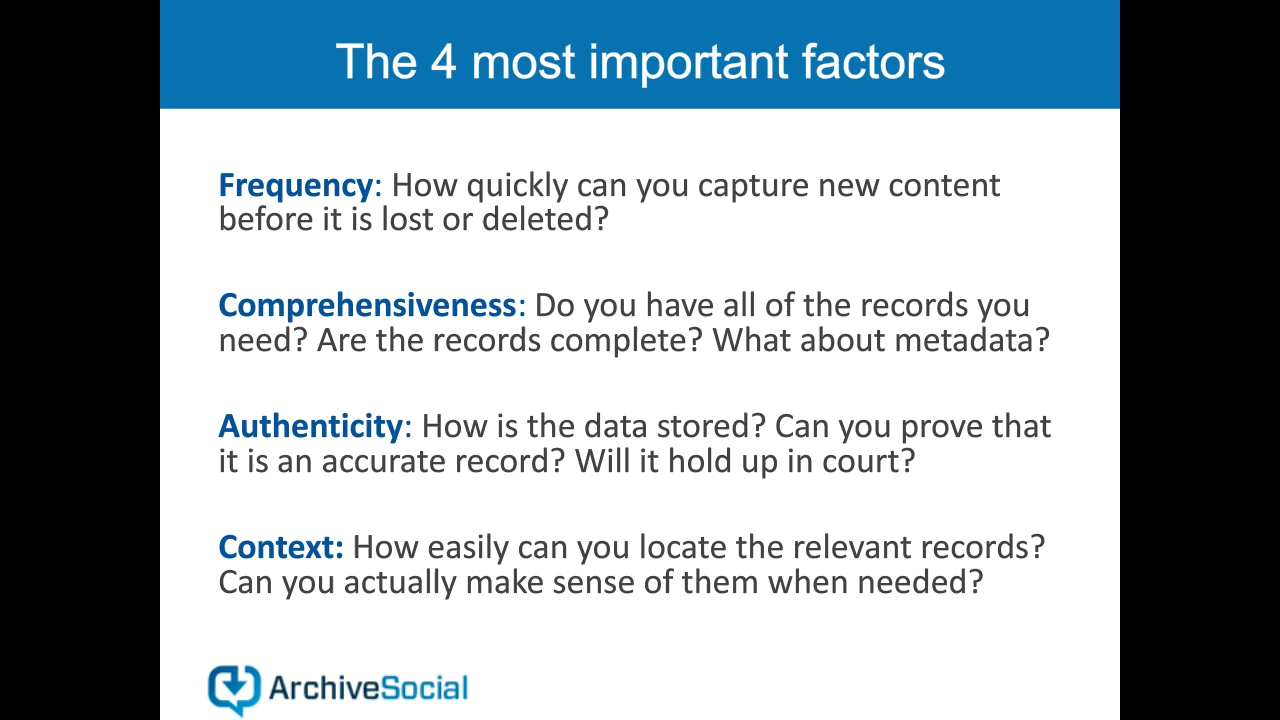 The 4 most important factors
Frequency: How quickly can you capture new content
before it is lost or deleted?
Comprehensiveness: Do you have all of the records you
need? Are the records complete? What about metadata?
Authenticity: How is the data stored? Can you prove that
it is an accurate record? Will it hold up in court?
Context: How easily can you locate the relevant records?
Can you actually make sense of them when needed?
ArchiveSocial